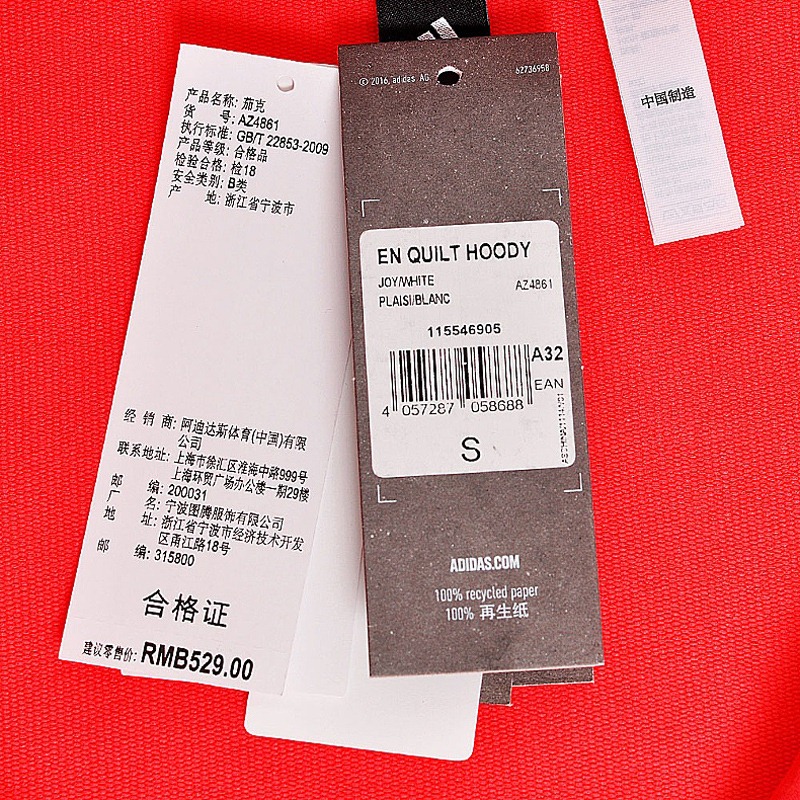 产品名称: 茄克
货 号: AZ4861
执行标准: GB/T 22853-2009
产品等级: 合格品
检验合格: 检18
安全类别: B类
产 地: 浙江省宁波市
经 销 商: 阿迪达斯体育(中国)有限
公司
联系地址: 上海市徐汇区淮海中路999号
上海环贸广场办公楼一期29楼
邮 编: 200031
厂 名: 宁波图腾服饰有限公司
地 址: 浙江省宁波市经济技术开发
区甬江路18号
邮 编: 315800
合格证
建议零售价: RMB529.00
© 2016, adidas AG
62736958
EN QUILT HOODY
JOY/WHITE
PLAISI/BLANC
AZ4861
115546905
A32
EAN
4 057287 058688
S
ADIDAS.COM
100% recycled paper
100% 再生纸
中国制造